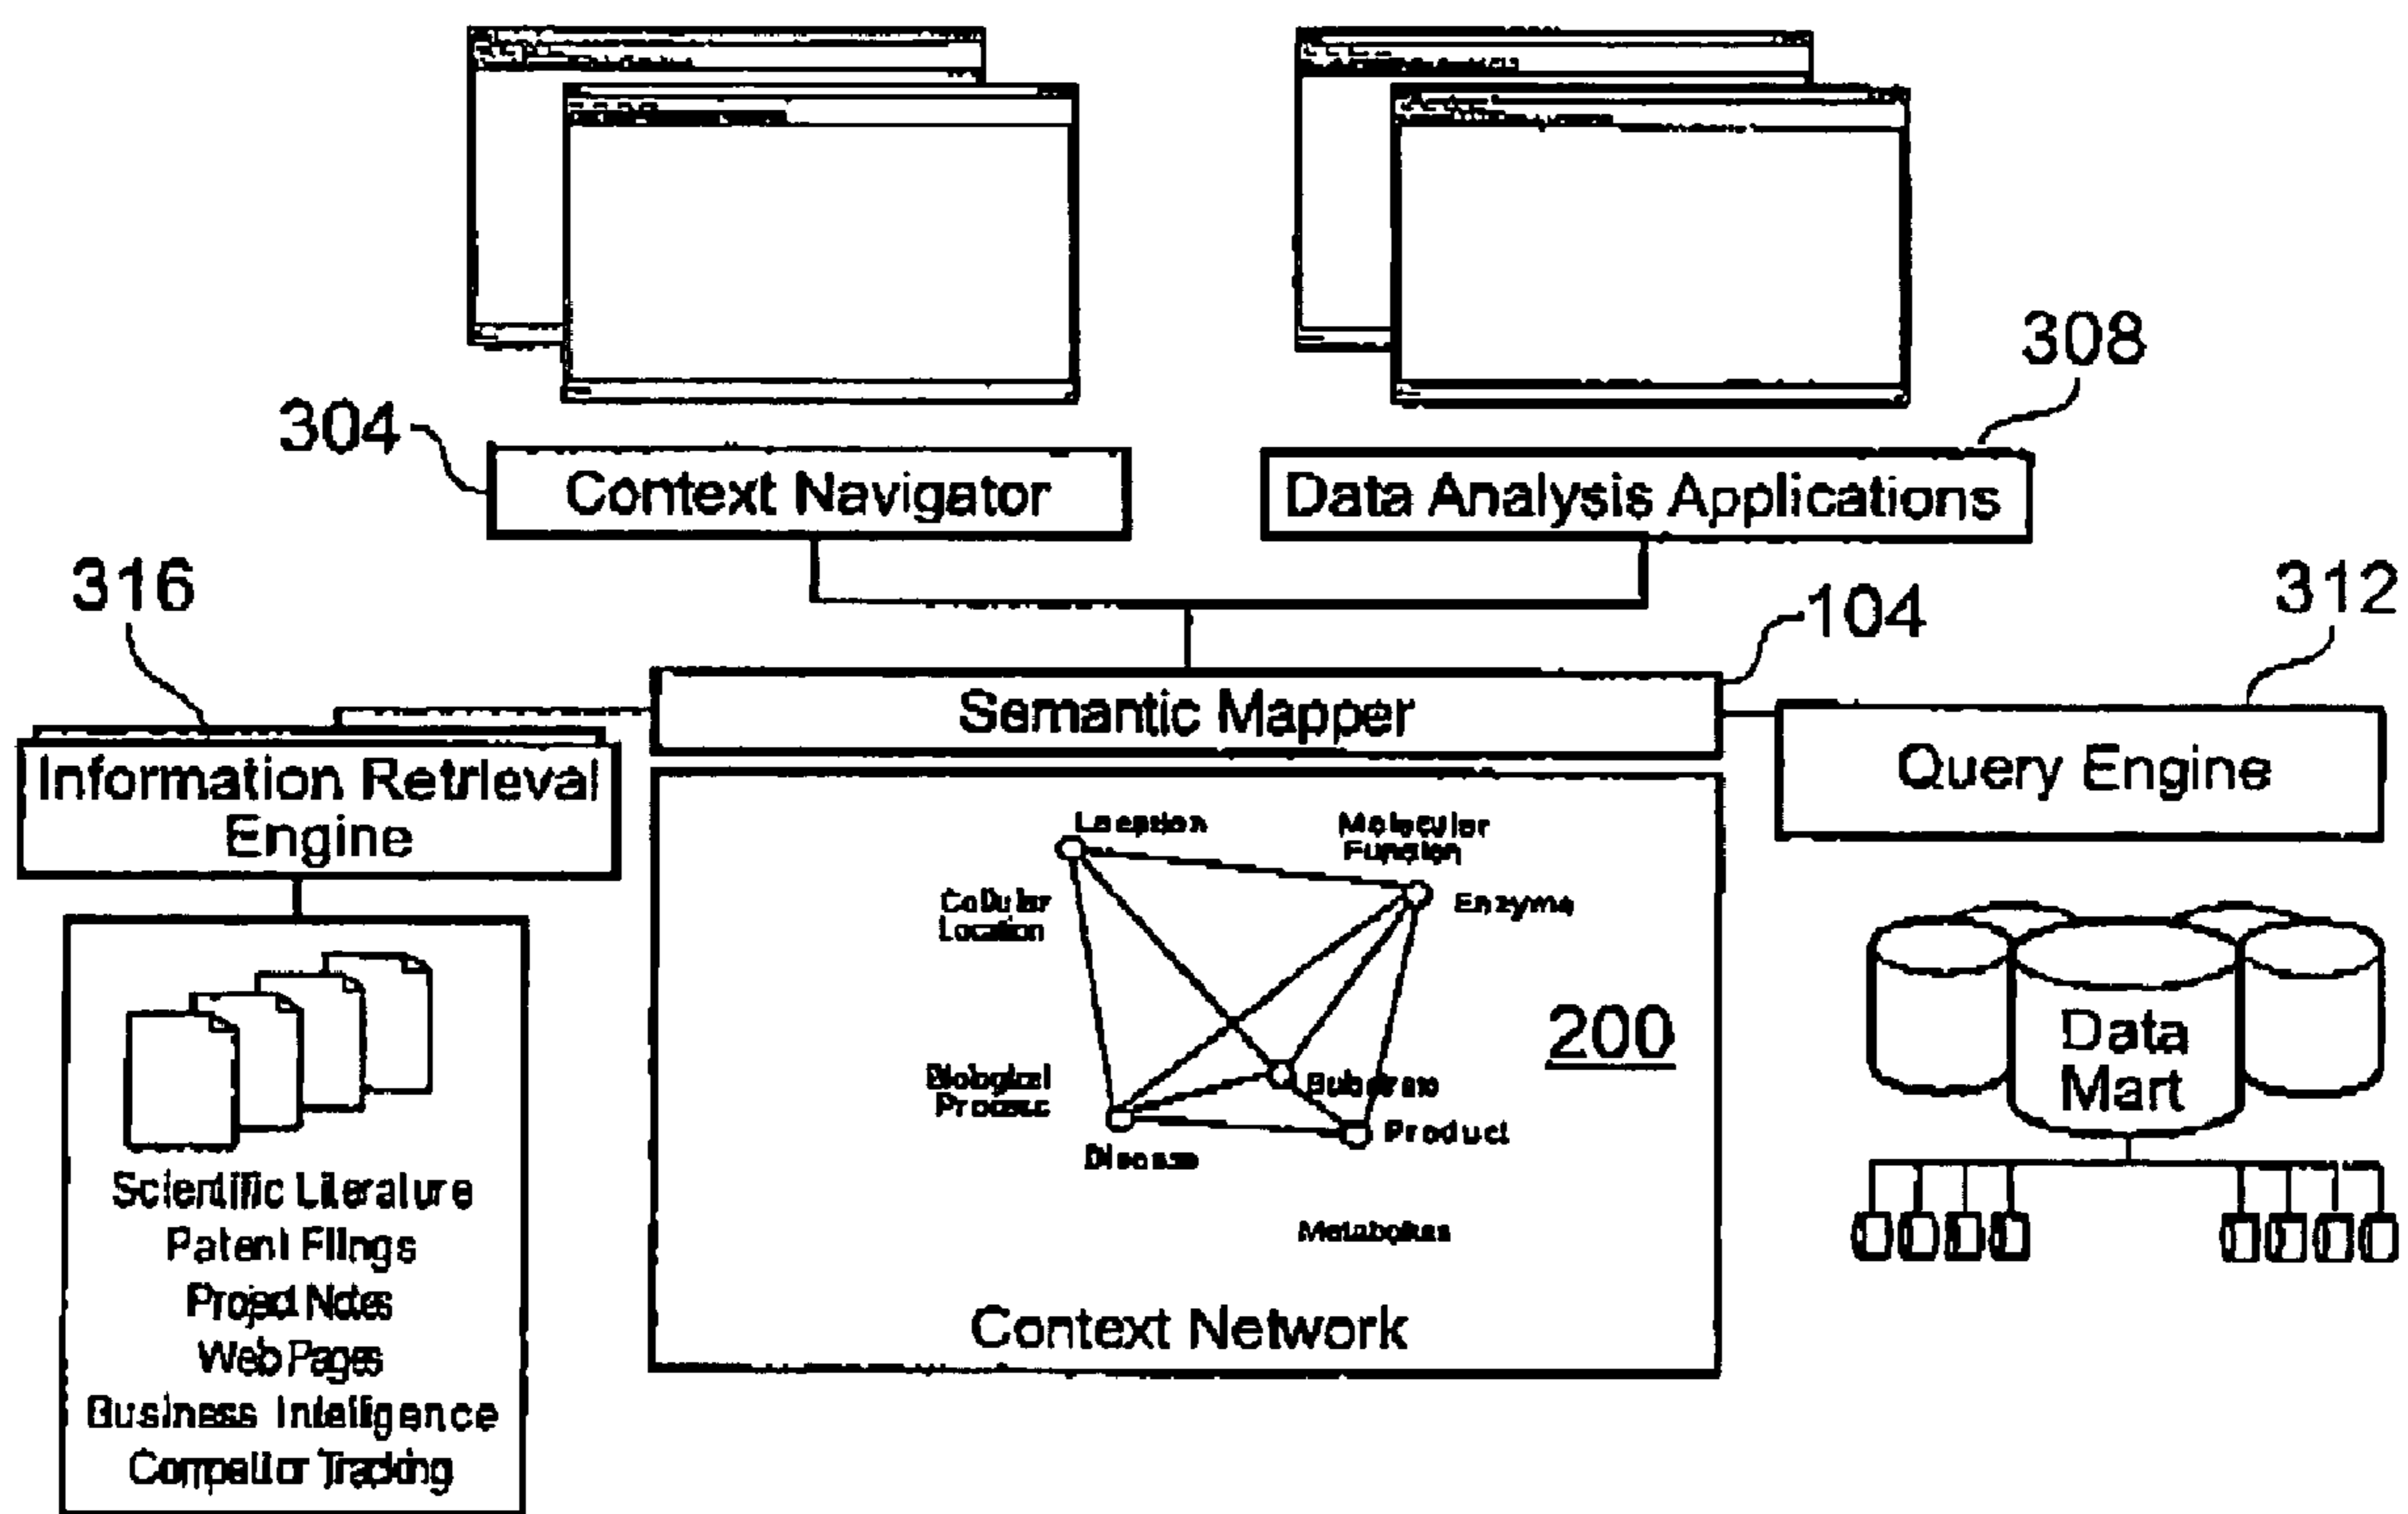 308
304
Context Navigator
Data Analysis Applications
316
104
312
Semantic Mapper
Information Retrieval
Engine
Query Engine
Location
Molecular
Function
Cellular
Location
Enzyme
200
Data
Mart
Biological
Process
Substrate
Product
Disease
Metabolites
Context Network
Scientific Literature
Patent Filings
Project Notes
Web Pages
Business Intelligence
Competitor Tracking